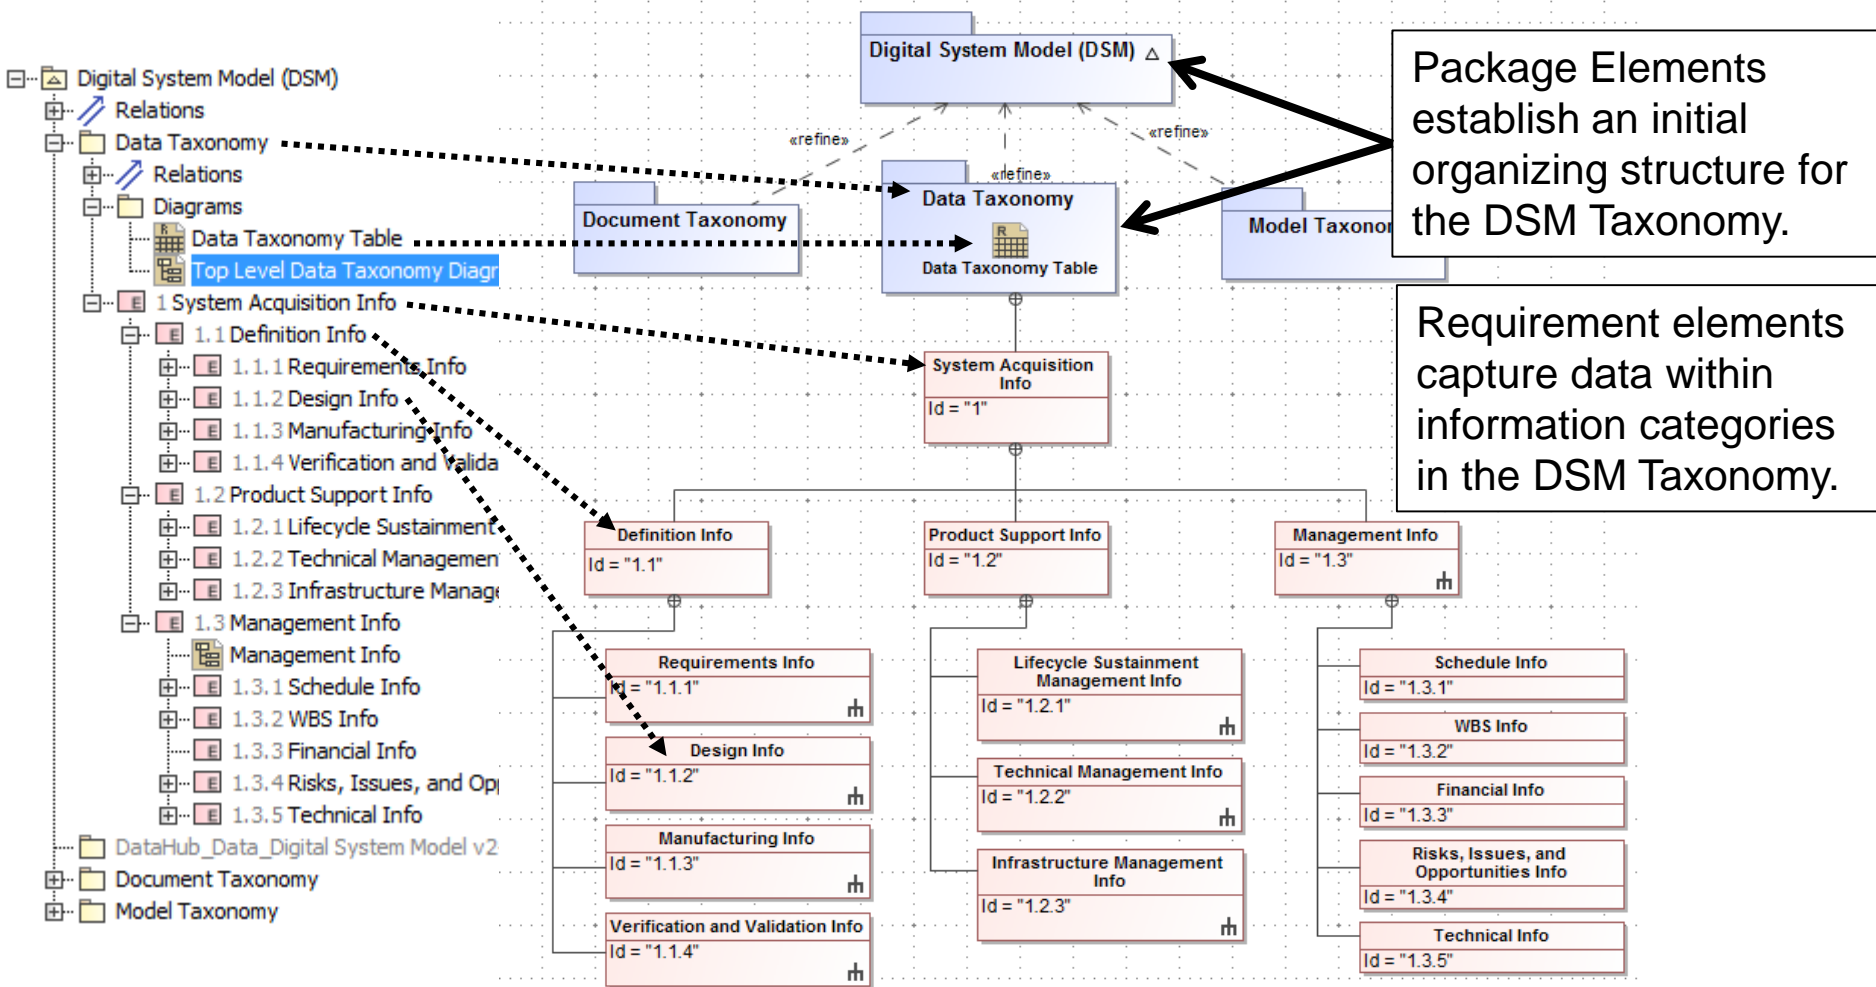 Digital System Model (DSM)
Relations
Data Taxonomy
Relations
Diagrams
Data Taxonomy Table
Top Level Data Taxonomy Diagr
1 System Acquisition Info
1.1 Definition Info
1.1.1 Requirements Info
1.1.2 Design Info
1.1.3 Manufacturing Info
1.1.4 Verification and Valida
1.2 Product Support Info
1.2.1 Lifecycle Sustainment
1.2.2 Technical Managemen
1.2.3 Infrastructure Manage
1.3 Management Info
Management Info
1.3.1 Schedule Info
1.3.2 WBS Info
1.3.3 Financial Info
1.3.4 Risks, Issues, and Opp
1.3.5 Technical Info
DataHub_Data_Digital System Model v2
Document Taxonomy
Model Taxonomy
Digital System Model (DSM)
«refine»
«refine»
«refine»
Document Taxonomy
Data Taxonomy
Data Taxonomy Table
Model Taxonom
System Acquisition
Info
Id = "1"
Definition Info
Id = "1.1"
Product Support Info
Id = "1.2"
Management Info
Id = "1.3"
Requirements Info
Id = "1.1.1"
Design Info
Id = "1.1.2"
Manufacturing Info
Id = "1.1.3"
Verification and Validation Info
Id = "1.1.4"
Lifecycle Sustainment
Management Info
Id = "1.2.1"
Technical Management Info
Id = "1.2.2"
Infrastructure Management
Info
Id = "1.2.3"
Schedule Info
Id = "1.3.1"
WBS Info
Id = "1.3.2"
Financial Info
Id = "1.3.3"
Risks, Issues, and
Opportunities Info
Id = "1.3.4"
Technical Info
Id = "1.3.5"
Package Elements
establish an initial
organizing structure for
the DSM Taxonomy.
Requirement elements
capture data within
information categories
in the DSM Taxonomy.